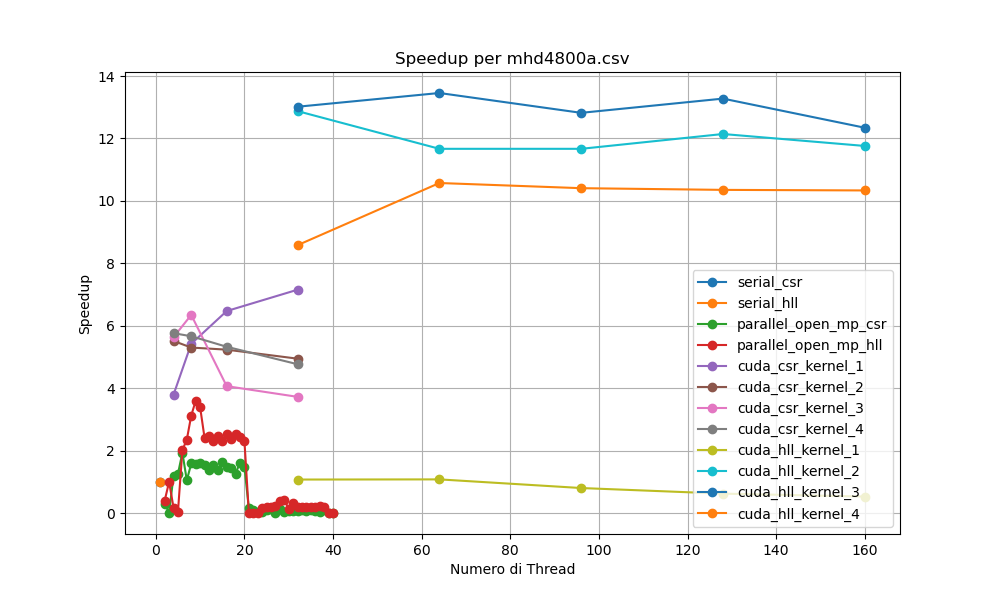 Speedup per mhd4800a.csv
14
12
10
8
6
4
2
0
Speedup
serial_csr
serial_hll
parallel_open_mp_csr
parallel_open_mp_hll
cuda_csr_kernel_1
cuda_csr_kernel_2
cuda_csr_kernel_3
cuda_csr_kernel_4
cuda_hll_kernel_1
cuda_hll_kernel_2
cuda_hll_kernel_3
cuda_hll_kernel_4
0 20 40 60 80 100 120 140 160
Numero di Thread